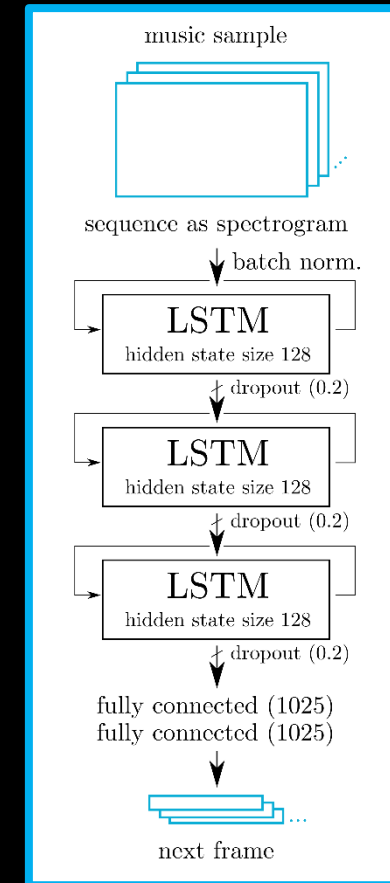 music sample
...
sequence as spectrogram
batch norm.
LSTM
hidden state size 128
dropout (0.2)
LSTM
hidden state size 128
dropout (0.2)
LSTM
hidden state size 128
dropout (0.2)
fully connected (1025)
fully connected (1025)
...
next frame